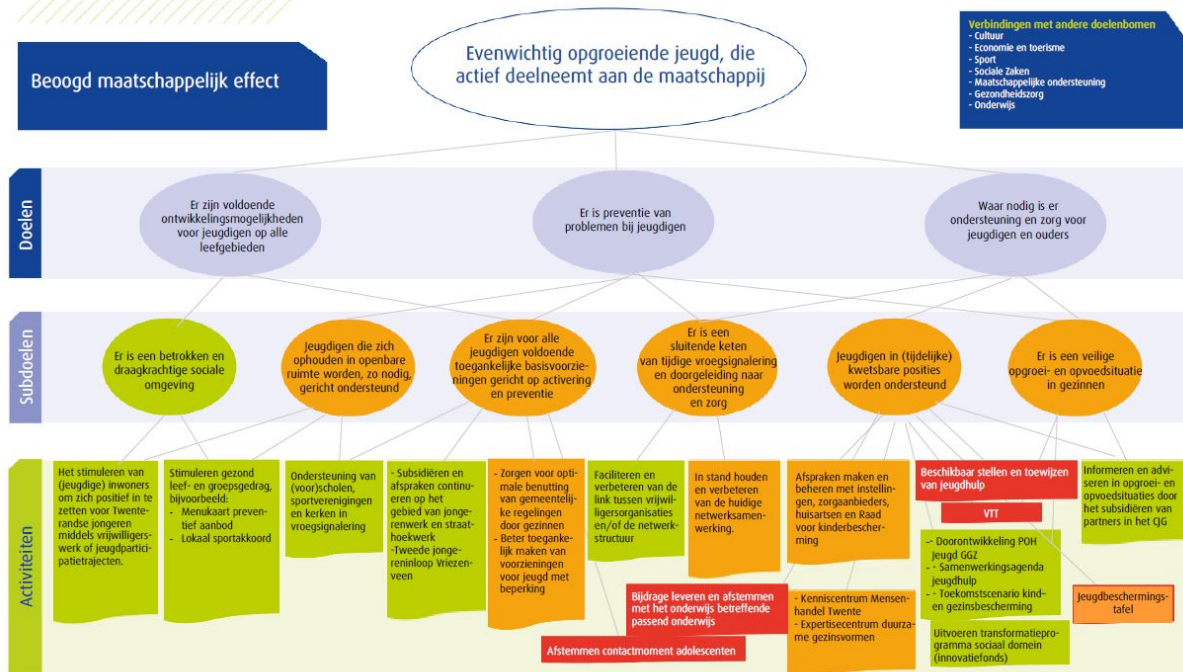 Beoogd maatschappelijk effect
Evenwichtig opgroeiende jeugd, die
actief deelneemt aan de maatschappij
Verbindingen met andere doelenbomen
- Cultuur
- Economie en toerisme
- Sport
- Sociale Zaken
- Maatschappelijke ondersteuning
- Gezondheidszorg
- Onderwijs
Doelen
Er zijn voldoende
ontwikkelingsmogelijkheden
voor jeugdigen op alle
leefgebieden
Er is preventie van
problemen bij jeugdigen
Waar nodig is er
ondersteuning en zorg voor
jeugdigen en ouders
Subdoelen
Er is een betrokken en
draagkrachtige sociale
omgeving
Jeugdigen die zich
ophouden in openbare
ruimte worden, zo nodig,
gericht ondersteund
Er zijn voor alle
jeugdigen voldoende
toegankelijke basisvoorzie-
ningen gericht op activering
en preventie
Er is een
sluitende keten
van tijdige vroegsignalering
en doorgeleiding naar
ondersteuning
en zorg
Jeugdigen in (tijdelijke)
kwetsbare posities
worden ondersteund
Er is een veilige
opgroei- en opvoedsituatie
in gezinnen
Activiteiten
Het stimuleren van
(jeugdige) inwoners
om zich positief in te
zetten voor Twente-
randse jongeren
middels vrijwilligers-
werk of jeugdpartici-
patietrajecten.
Stimuleren gezond
leef- en groepsgedrag,
bijvoorbeeld:
- Menukaart preven-
tief aanbod
- Lokaal sportakkoord
Ondersteuning van
(voor)scholen,
sportverenigingen
en kerken in
vroegsignalering
- Subsidiëren en
afspraken continu-
eren op het
gebied van jonge-
renwerk en straat-
hoekwerk
-Tweede jonge-
reninloop Vriezen-
veen
- Zorgen voor opti-
male benutting
van gemeentelij-
ke regelingen
door gezinnen
- Beter toeganke-
lijk maken van
voorzieningen
voor jeugd met
beperking
Faciliteren en
verbeteren van de
link tussen vrijwil-
ligersorganisaties
en/of de netwerk-
structuur
In stand houden
en verbeteren
van de huidige
netwerksamen-
werking.
Afspraken maken en
beheren met instellin-
gen, zorgaanbieders,
huisartsen en Raad
voor kinderbescher-
ming
Beschikbaar stellen en toewijzen
van jeugdhulp
VTT
Informeren en advi-
seren in opgroei- en
opvoedsituaties door
het subsidiëren van
partners in het CJG
-- Doorontwikkeling POH
Jeugd GGZ
- - Samenwerkingsagenda
jeugdhulp
- - Toekomstscenario kind-
en gezinsbescherming
Bijdrage leveren en afstemmen
met het onderwijs betreffende
passend onderwijs
- Kenniscentrum Mensen-
handel Twente
- Expertisecentrum duurza-
me gezinsvormen
Jeugdbeschermings-
tafel
Afstemmen contactmoment adolescenten
Uitvoeren transformatiepro-
gramma sociaal domein
(innovatiefonds)